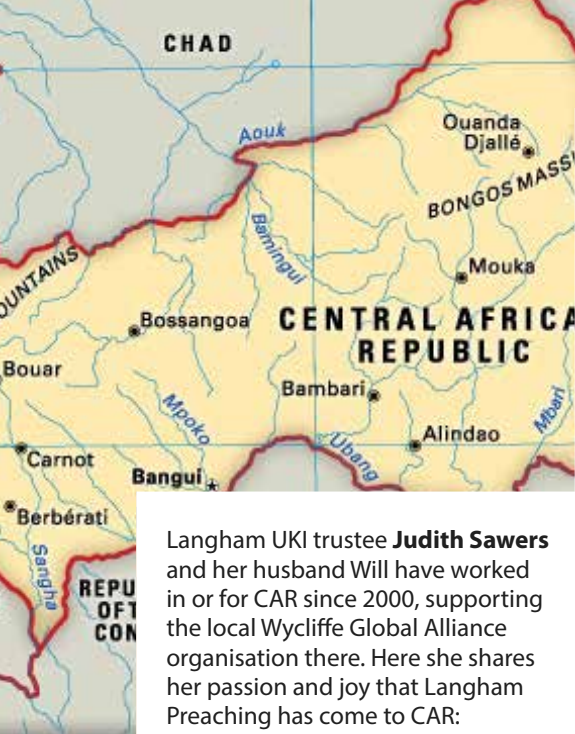 CHAD
Aouk
Ouanda
Djallé
BONGOS MASSI
OUNTAINS
Bamingui
Mouka
Bossangoa
CENTRAL AFRICA
REPUBLIC
Bouar
Bambari
Mpoko
Mbari
Ubang
Alindao
Carnot
Bangui
Berbérati
Sangha
REPU
OF T
CON
Langham UKI trustee Judith Sawers
and her husband Will have worked
in or for CAR since 2000, supporting
the local Wycliffe Global Alliance
organisation there. Here she shares
her passion and joy that Langham
Preaching has come to CAR: